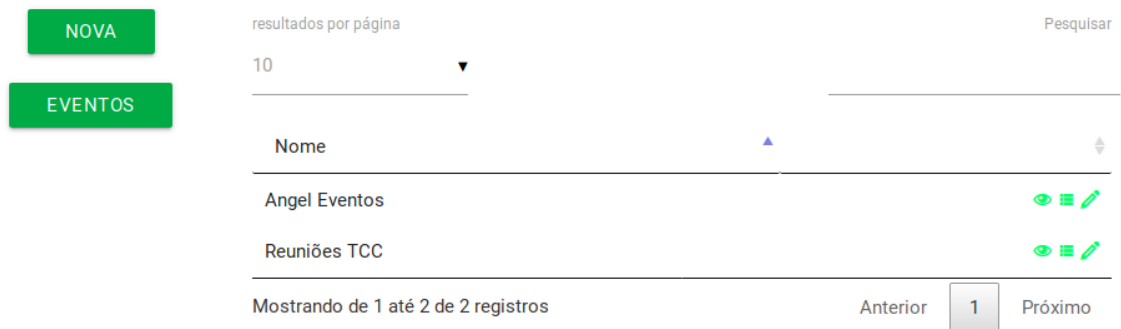 NOVA
EVENTOS
resultados por página
Pesquisar
10
Nome
Angel Eventos
Reuniões TCC
Mostrando de 1 até 2 de 2 registros
Anterior 1 Próximo